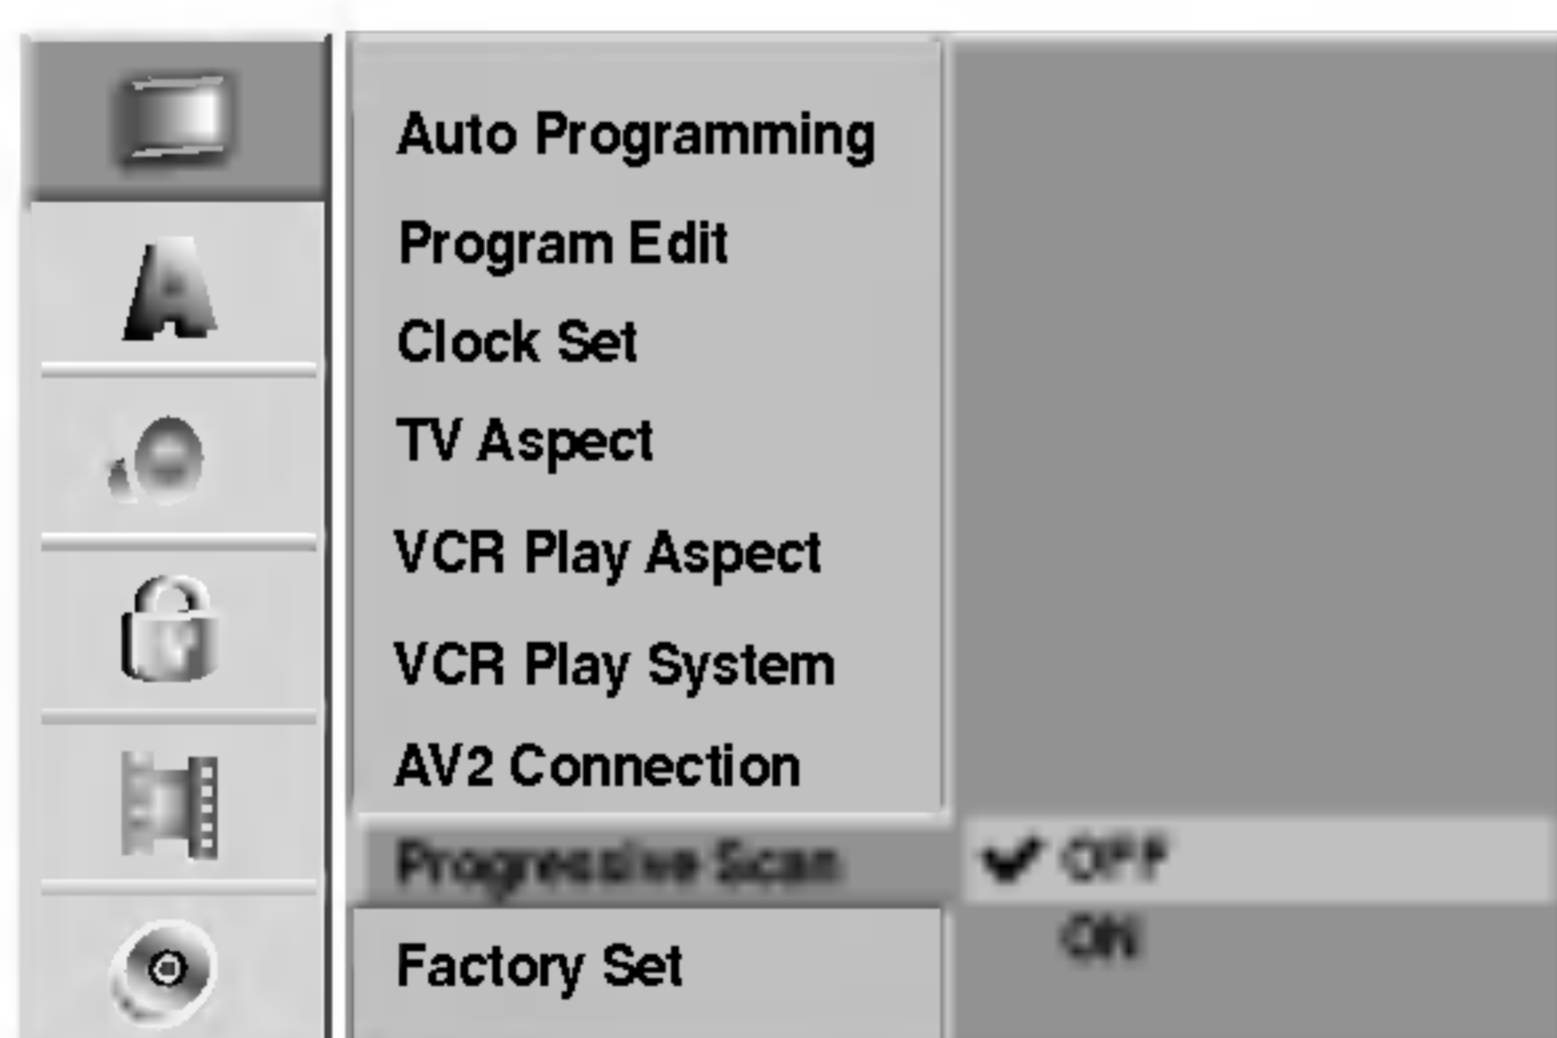 Auto Programming
Program Edit
Clock Set
TV Aspect
VCR Play Aspect
VCR Play System
AV2 Connection
Progressive Scan ✔ OFF
ON
Factory Set